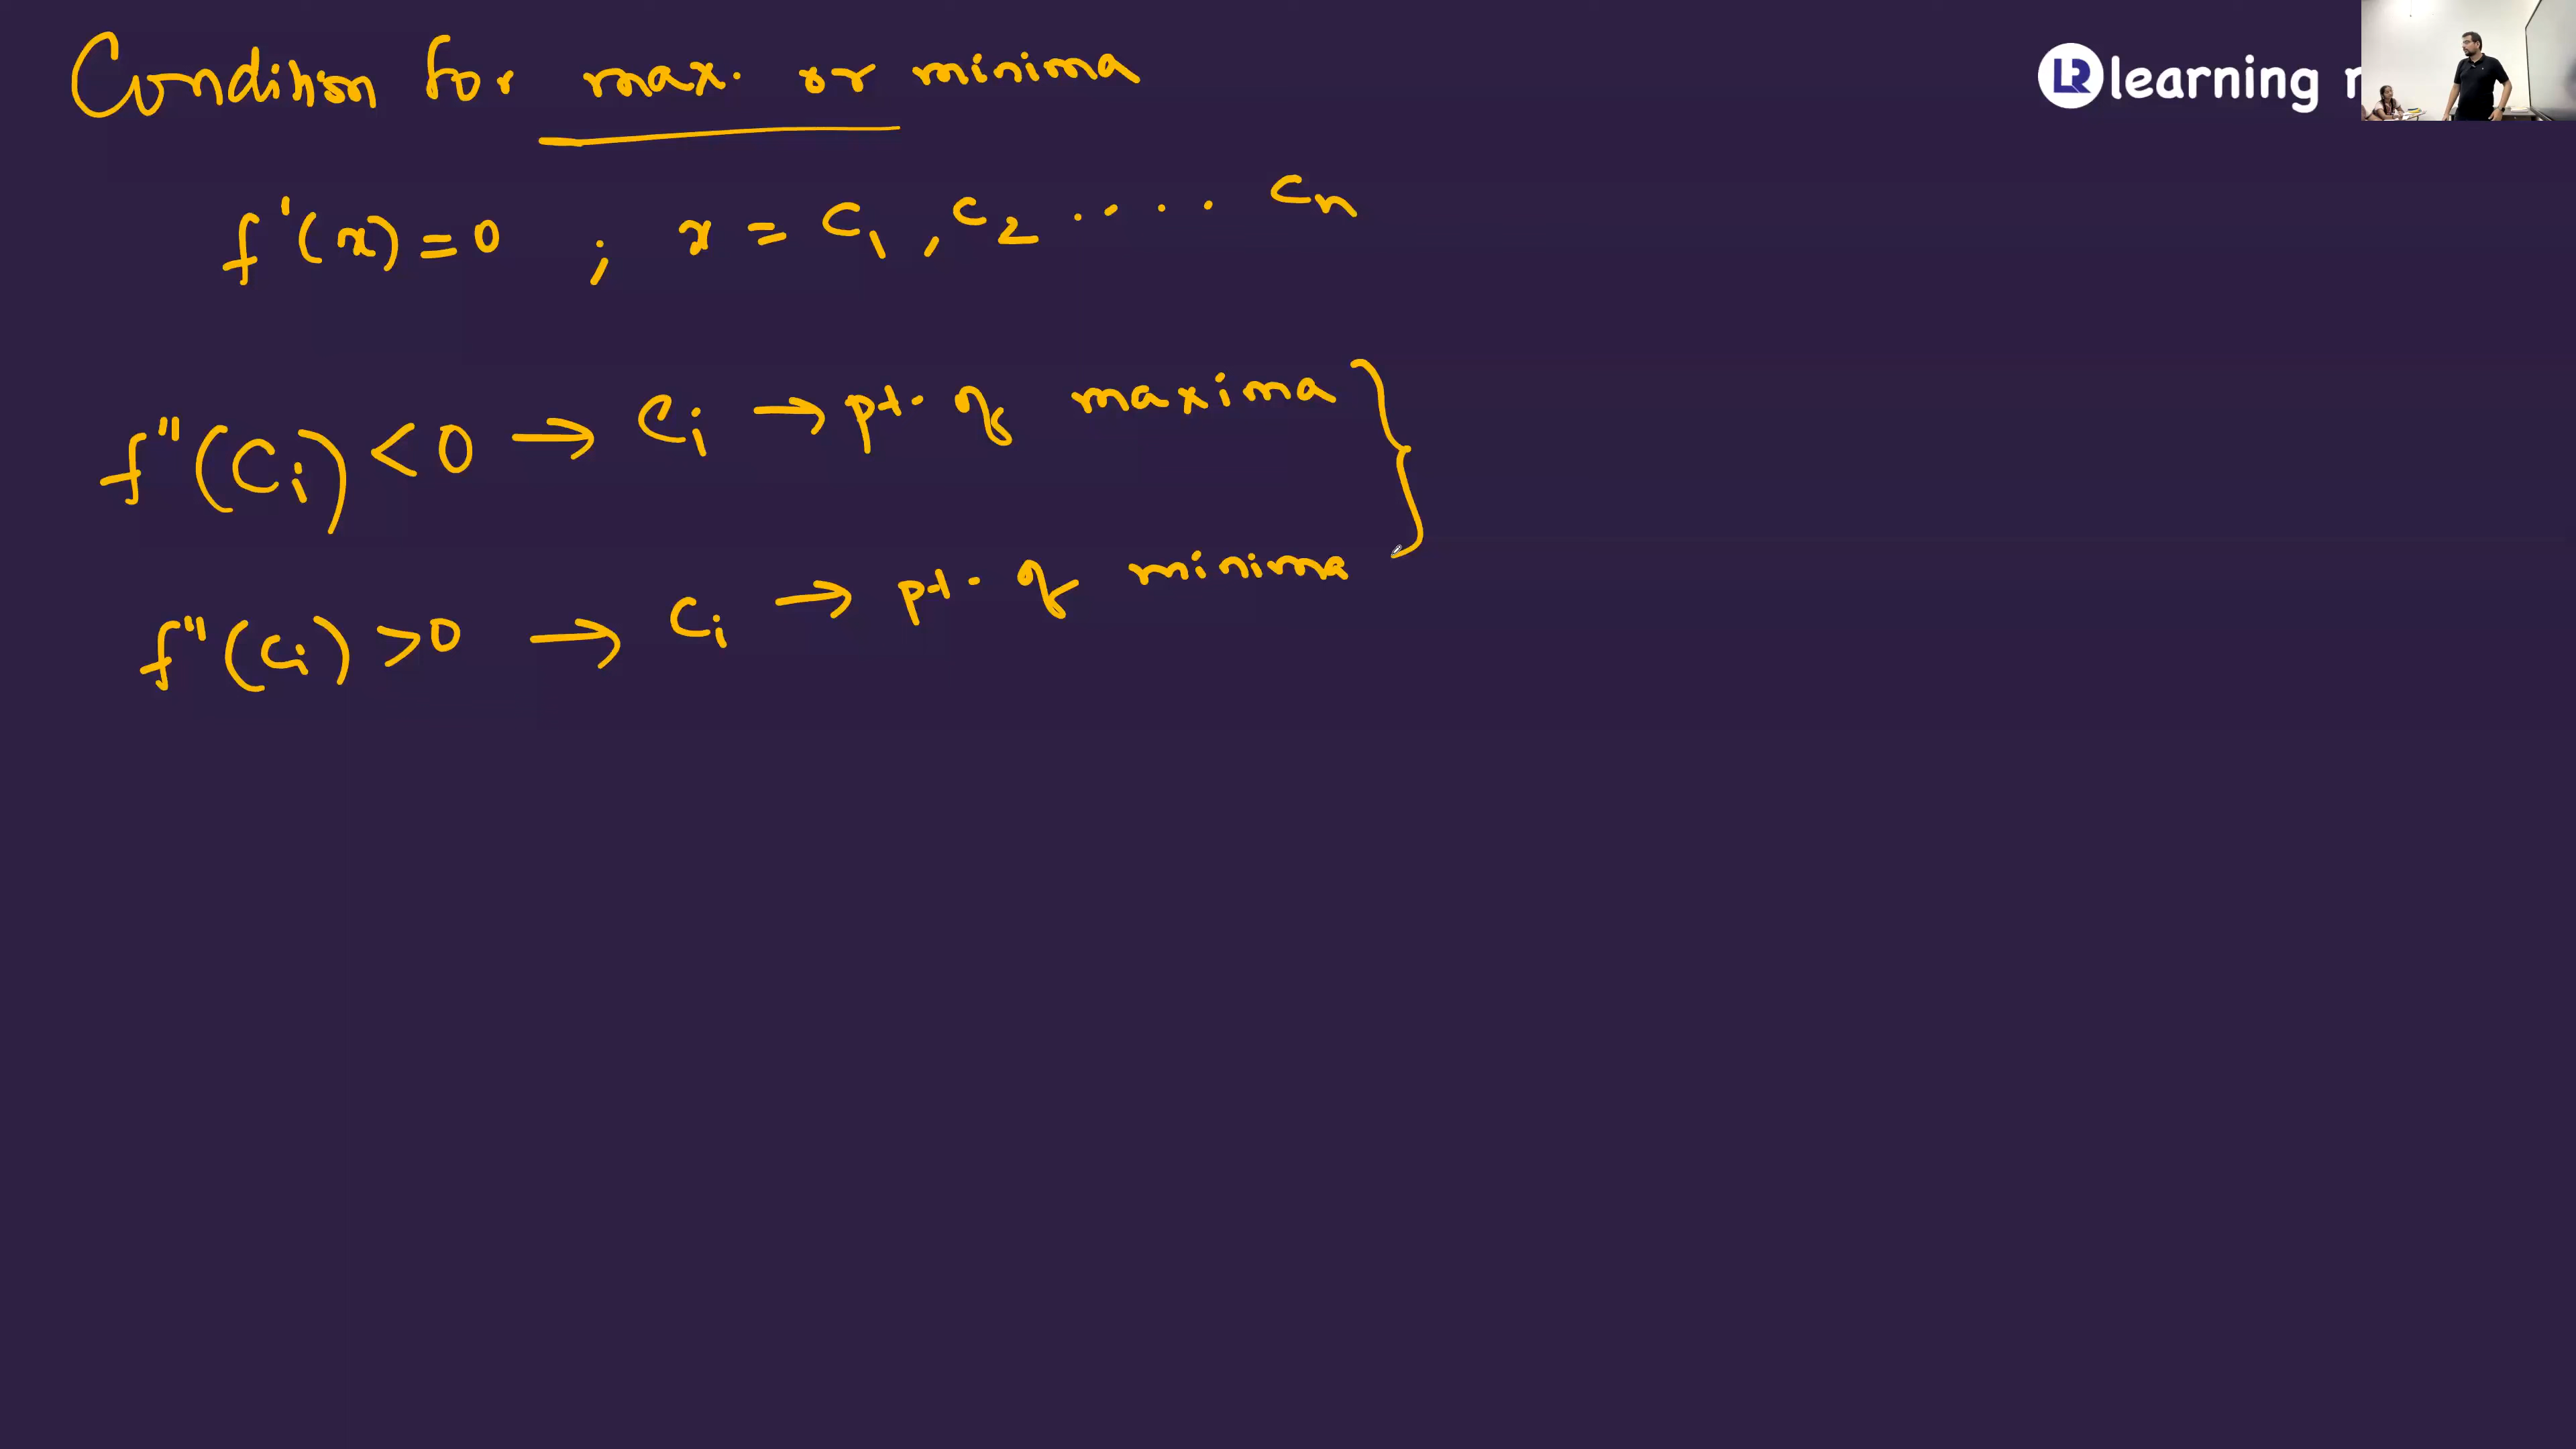 Condition for max. or minima
learning
f'(x) = 0 ; x = C1, C2 ..... Cn
f"(Ci) < 0 → Ci → pt. of maxima
f"(Ci) > 0 → Ci → pt. of minima